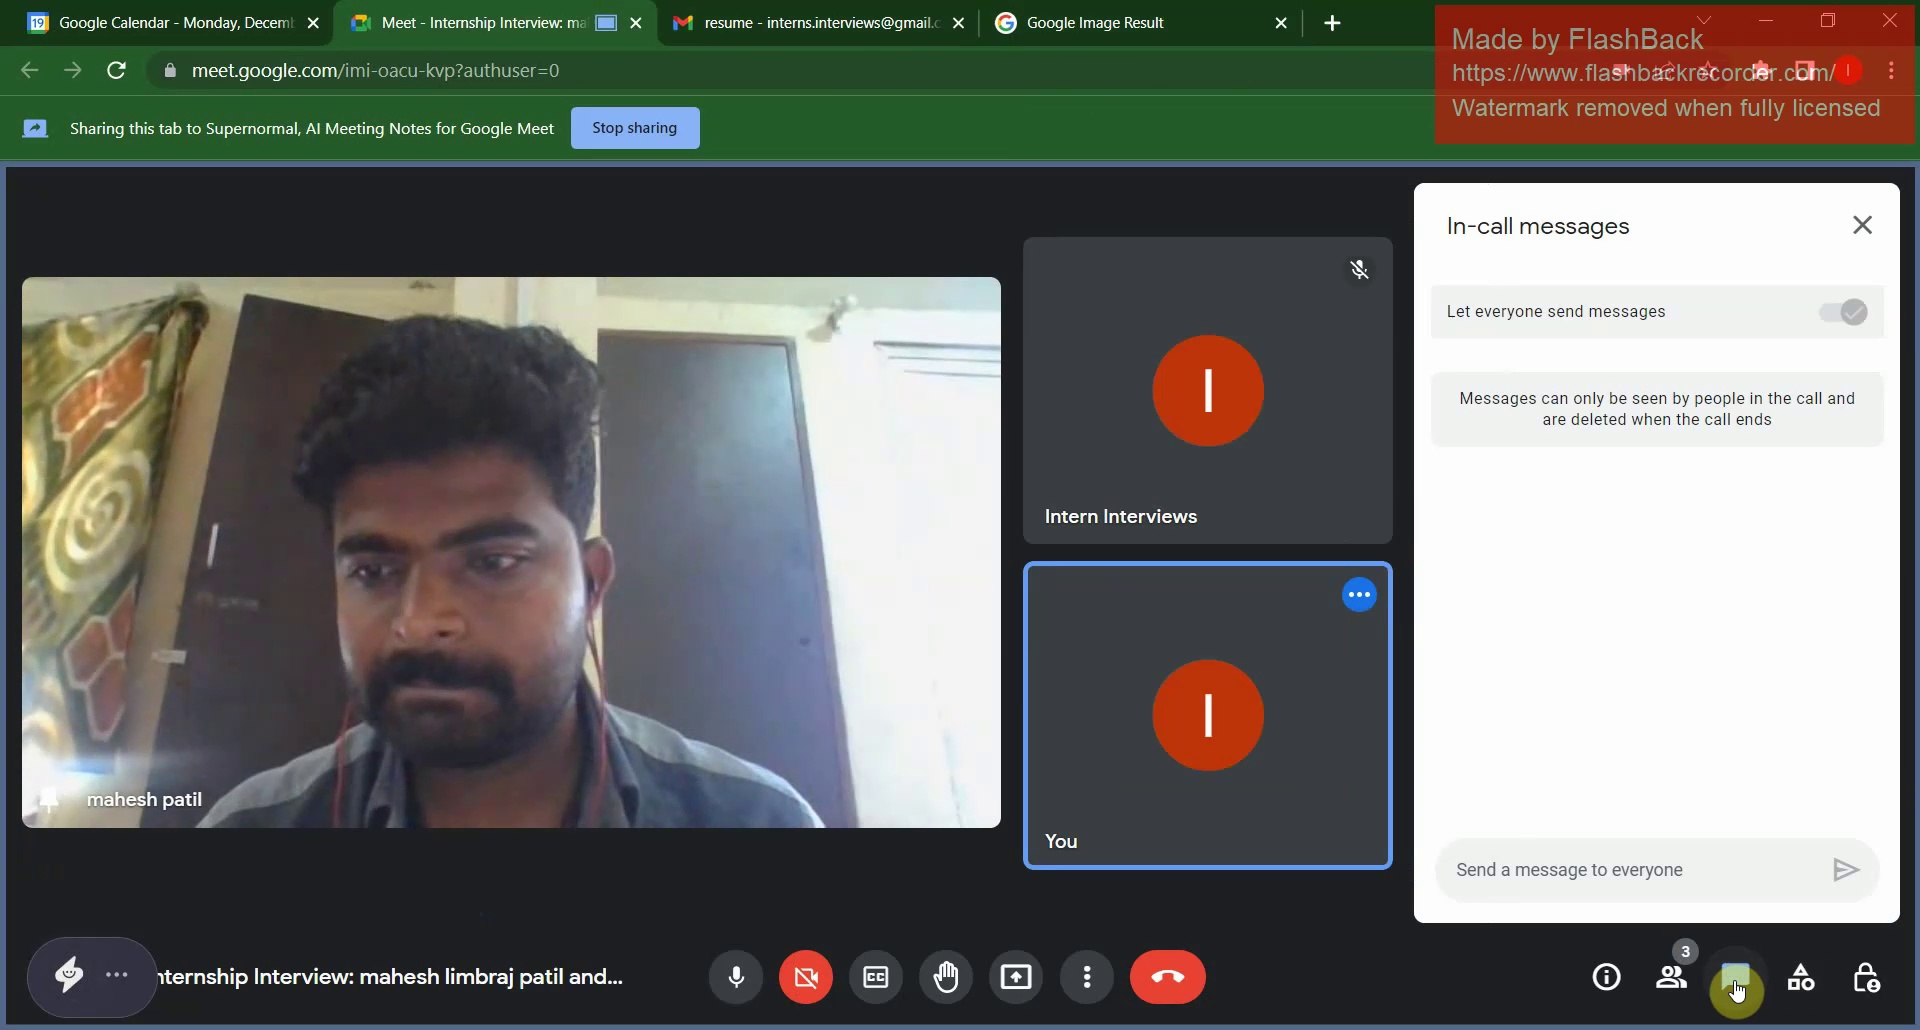 Google Calendar - Monday, Decem
Meet - Internship Interview: ma
resume - interns.interviews@gmail.c
Google Image Result
Made by FlashBack
https://www.flashbackrecorder.com/
Watermark removed when fully licensed
meet.google.com/imi-oacu-kvp?authuser=0
Sharing this tab to Supernormal, AI Meeting Notes for Google Meet
Stop sharing
In-call messages
Let everyone send messages
Messages can only be seen by people in the call and
are deleted when the call ends
I
Intern Interviews
I
You
mahesh patil
Send a message to everyone
nternship Interview: mahesh limbraj patil and...
3